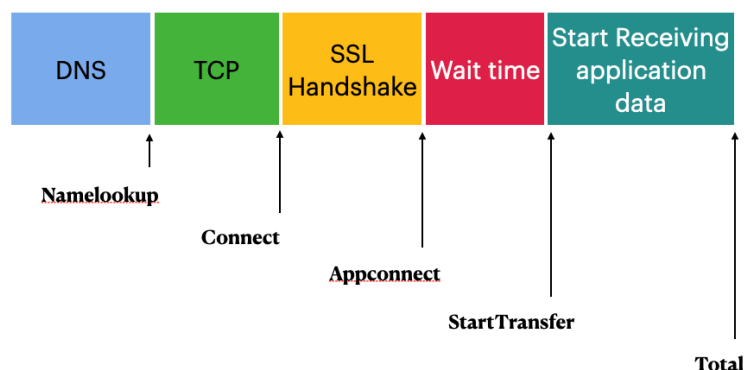 DNS
TCP
SSL
Handshake
Wait time
Start Receiving
application
data
Namelookup
Connect
Appconnect
StartTransfer
Total